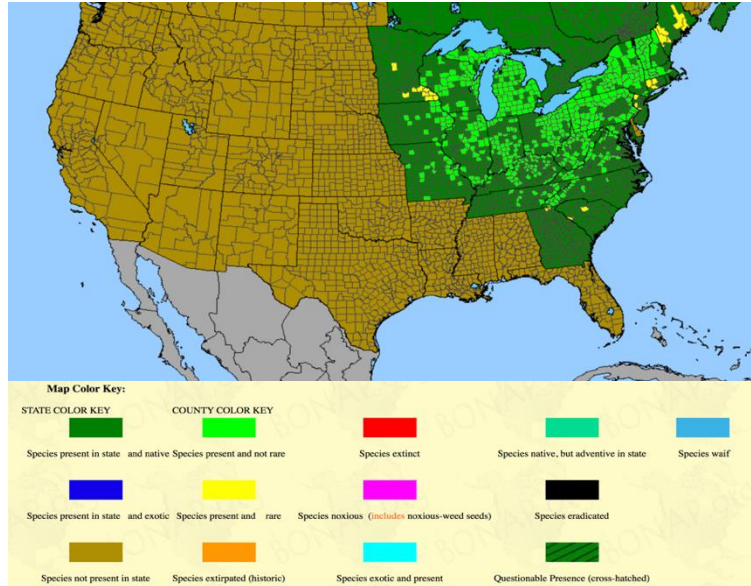 Map Color Key:
STATE COLOR KEY COUNTY COLOR KEY
Species present in state and native Species present and not rare Species extinct Species native, but adventive in state Species waif
Species present in state and exotic Species present and rare Species noxious (includes noxious-weed seeds) Species eradicated
Species not present in state Species extirpated (historic) Species exotic and present Questionable Presence (cross-hatched)